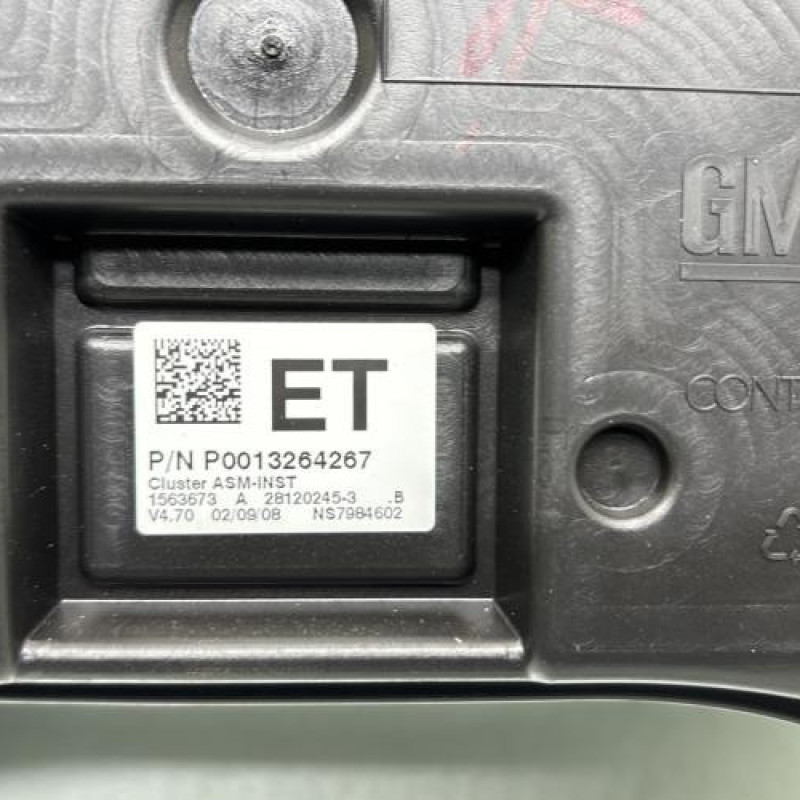 GM
CONT
ET
P/N P0013264267
Cluster ASM-INST
1563673 A 28120245-3 .B
V4.70 02/09/08 NS7984602